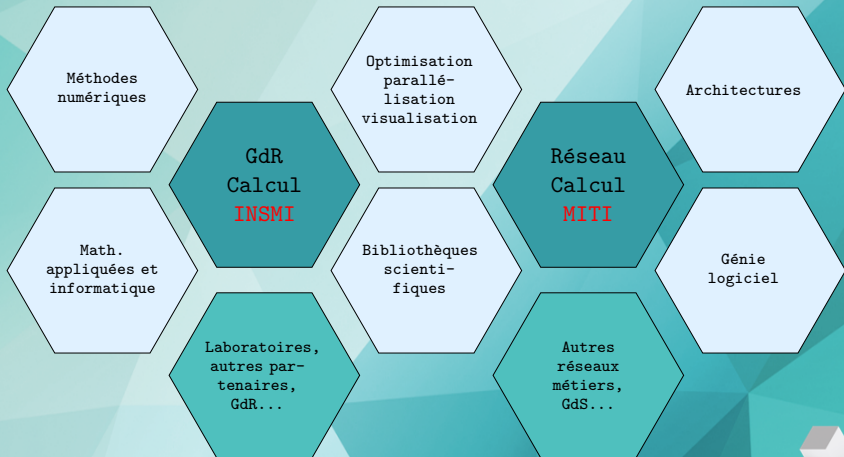 Méthodes
numériques
Optimisation
parallé-
lisation
visualisation
Architectures
GdR
Calcul
INSMI
Réseau
Calcul
MITI
Math.
appliquées et
informatique
Bibliothèques
scienti-
fiques
Génie
logiciel
Laboratoires,
autres par-
tenaires,
GdR...
Autres
réseaux
métiers,
GdS...